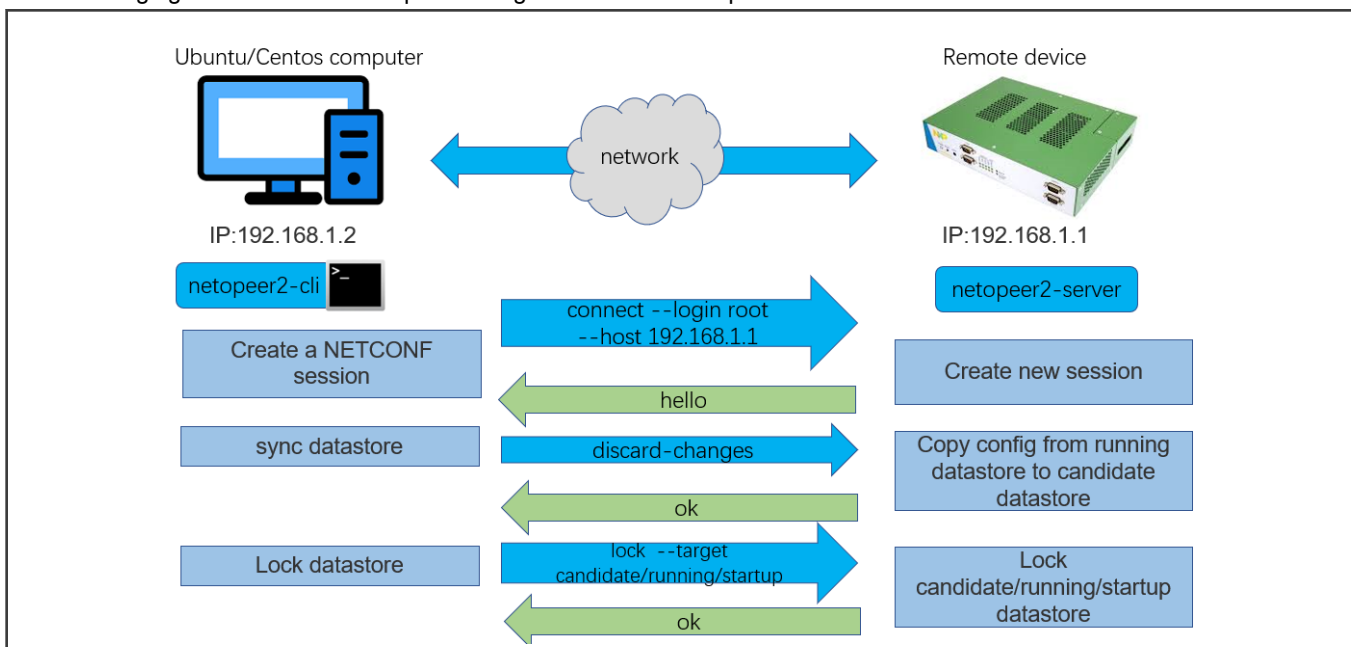 Ubuntu/Centos computer
Remote device
network
IP:192.168.1.2
IP:192.168.1.1
netopeer2-cli
>_
netopeer2-server
connect --login root
--host 192.168.1.1
Create a NETCONF
session
Create new session
hello
sync datastore
discard-changes
Copy config from running
datastore to candidate
datastore
ok
Lock datastore
lock --target
candidate/running/startup
Lock
candidate/running/startup
datastore
ok